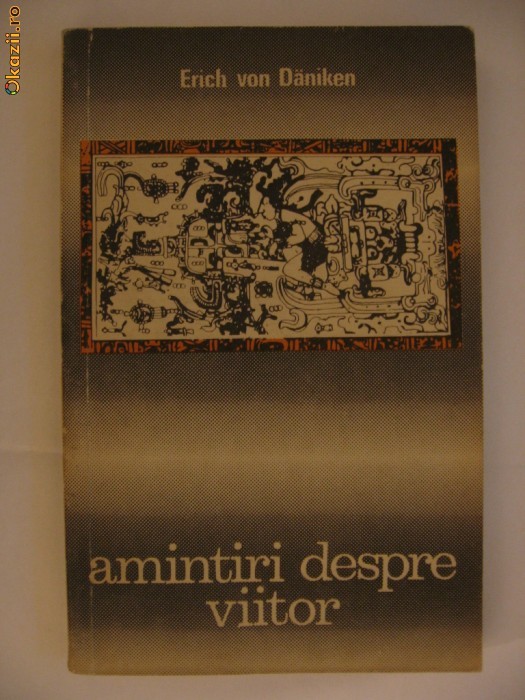 Okazii.ro
Erich von Däniken
amintiri despre
viitor